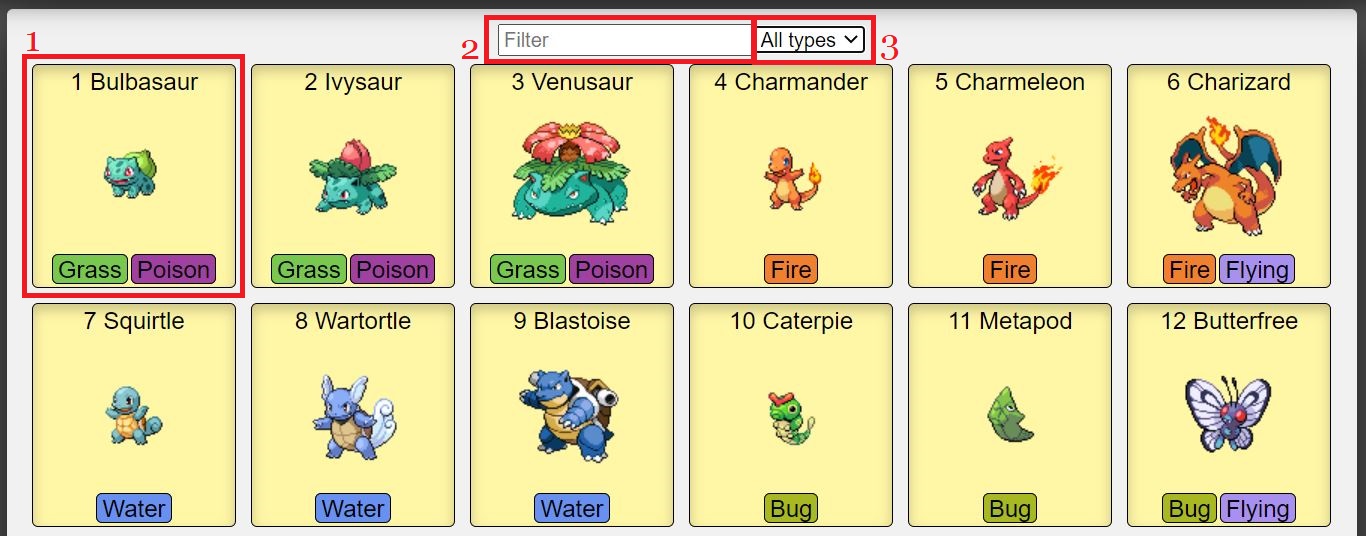 1
2
Filter
All types
3
1 Bulbasaur
2 Ivysaur
3 Venusaur
4 Charmander
5 Charmeleon
6 Charizard
Grass Poison
Grass Poison
Grass Poison
Fire
Fire
Fire Flying
7 Squirtle
8 Wartortle
9 Blastoise
10 Caterpie
11 Metapod
12 Butterfree
Water
Water
Water
Bug
Bug
Bug Flying